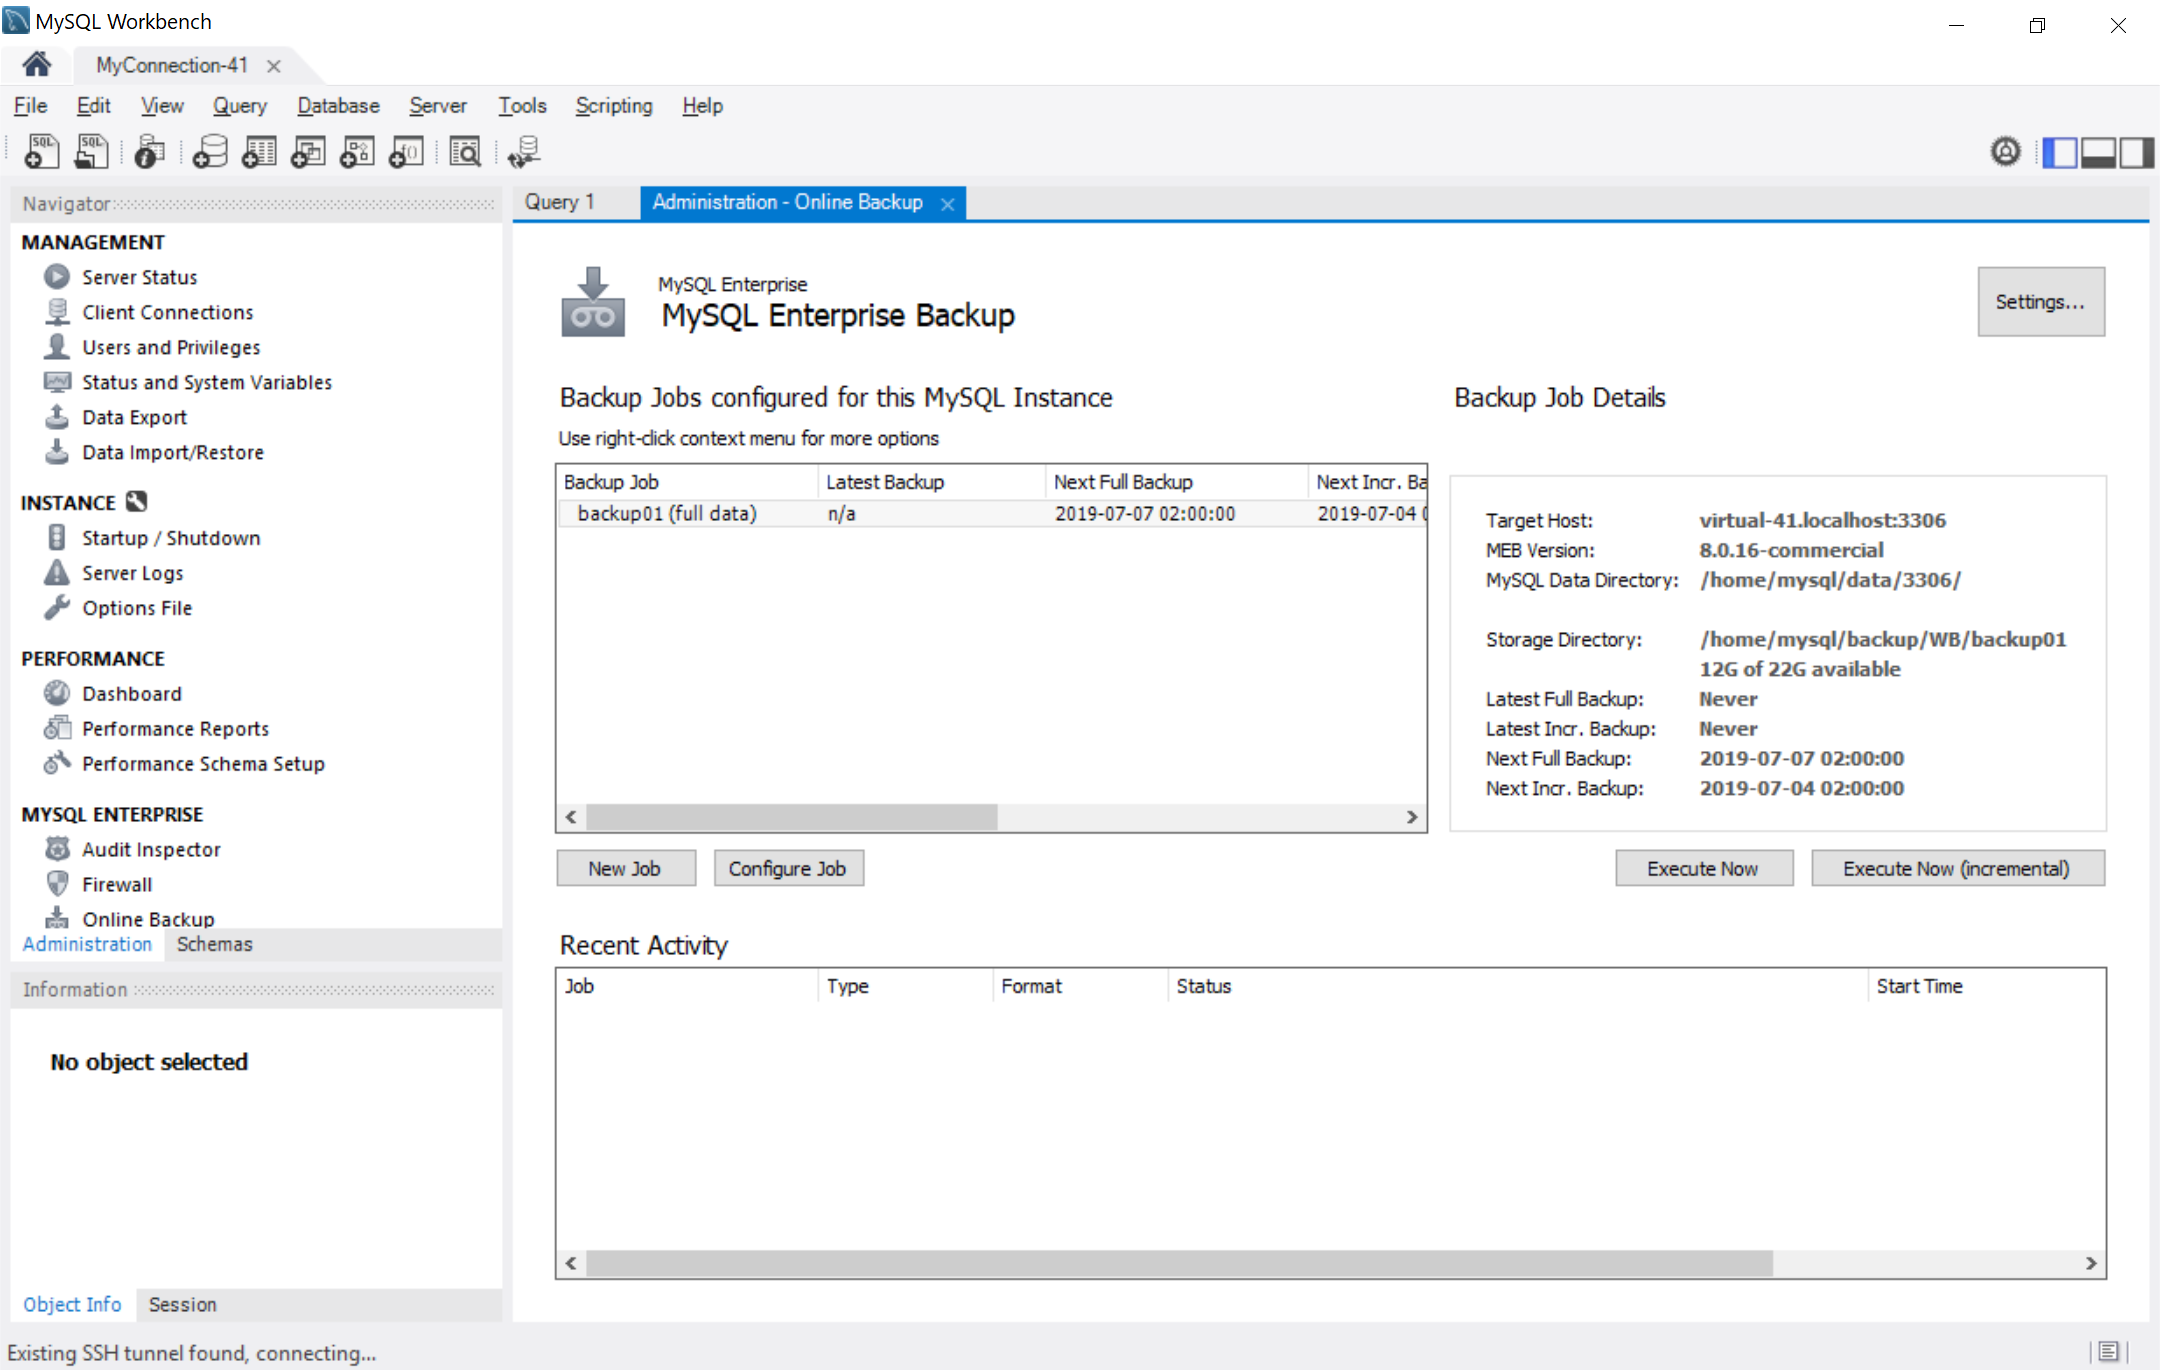 MySQL Workbench
MyConnection-41
File Edit View Query Database Server Tools Scripting Help
SQL SQL f()
Navigator
MANAGEMENT
Server Status
Client Connections
Users and Privileges
Status and System Variables
Data Export
Data Import/Restore
INSTANCE
Startup / Shutdown
Server Logs
Options File
PERFORMANCE
Dashboard
Performance Reports
Performance Schema Setup
MYSQL ENTERPRISE
Audit Inspector
Firewall
Online Backup
Administration Schemas
Information
No object selected
Object Info Session
Query 1 Administration - Online Backup
MySQL Enterprise
MySQL Enterprise Backup
Settings...
Backup Jobs configured for this MySQL Instance
Use right-click context menu for more options
Backup Job Latest Backup Next Full Backup Next Incr. Ba
backup01 (full data) n/a 2019-07-07 02:00:00 2019-07-04 0
New Job Configure Job
Backup Job Details
Target Host: virtual-41.localhost:3306
MEB Version: 8.0.16-commercial
MySQL Data Directory: /home/mysql/data/3306/
Storage Directory: /home/mysql/backup/WB/backup01
12G of 22G available
Latest Full Backup: Never
Latest Incr. Backup: Never
Next Full Backup: 2019-07-07 02:00:00
Next Incr. Backup: 2019-07-04 02:00:00
Execute Now Execute Now (incremental)
Recent Activity
Job Type Format Status Start Time
Existing SSH tunnel found, connecting...